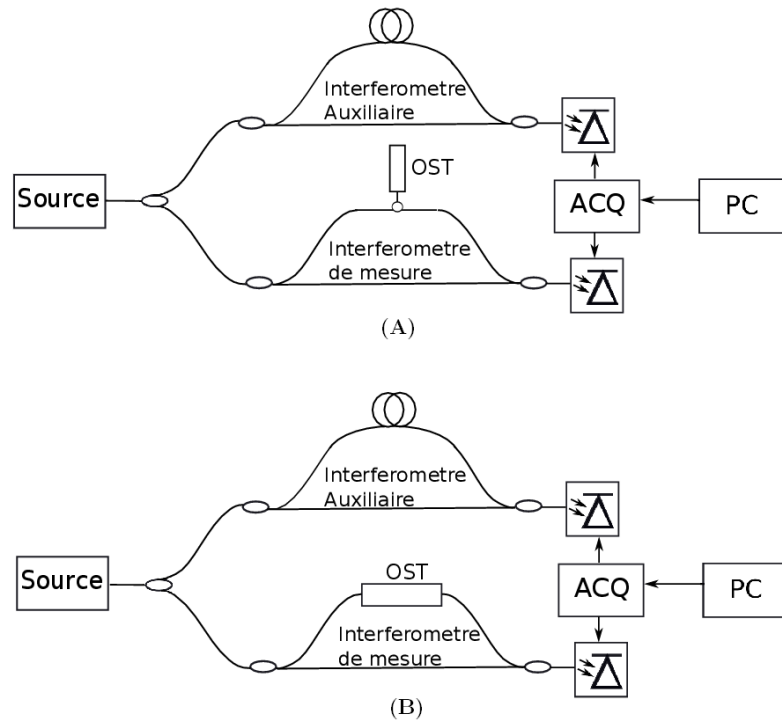 Interferometre
Auxiliaire
OST
Source
ACQ
PC
Interferometre
de mesure
(A)
Interferometre
Auxiliaire
OST
Source
ACQ
PC
Interferometre
de mesure
(B)